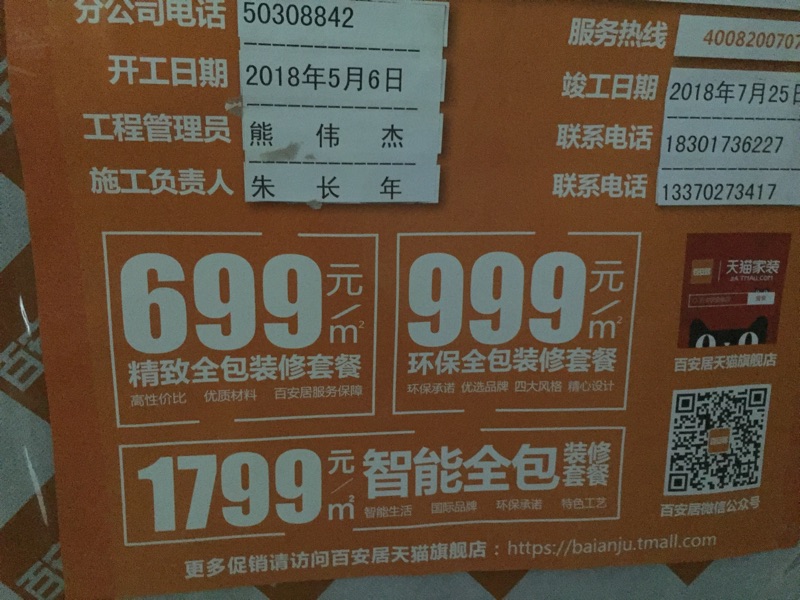 分公司电话 50308842
服务热线 4008200707
开工日期 2018年5月6日
竣工日期 2018年7月25日
工程管理员 熊 伟 杰
联系电话 18301736227
施工负责人 朱 长 年
联系电话 13370273417
699元/m²
精致全包装修套餐
高性价比 优质材料 百安居服务保障
999元/m²
环保全包装修套餐
环保承诺 优选品牌 四大风格 精心设计
天猫家装
百安居天猫旗舰店
1799元/m² 智能全包装修套餐
智能生活 国际品牌 环保承诺 特色工艺
百安居微信公众号
更多促销请访问百安居天猫旗舰店：https://baianju.tmall.com